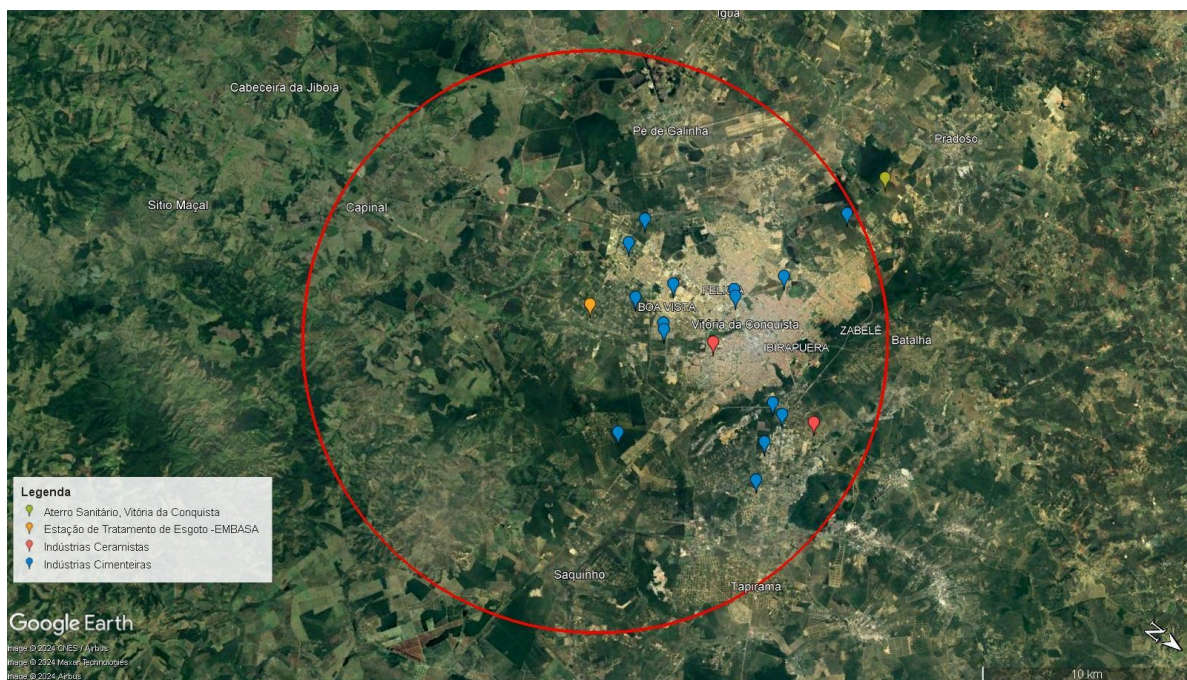 Iguá
Cabeceira da Jibóia
Pé de Galinha
Pradoso
Sitio Maçal
Capinal
FELICIA
BOA VISTA
Vitória da Conquista
ZABELÊ
IBIRAPUERA
Batalha
Legenda
Aterro Sanitário, Vitória da Conquista
Estação de Tratamento de Esgoto -EMBASA
Indústrias Ceramistas
Indústrias Cimenteiras
Saquinho
Tapirama
Google Earth
Image © 2024 CNES / Airbus
Image © 2024 Maxar Technologies
Image © 2024 Airbus
N
10 km